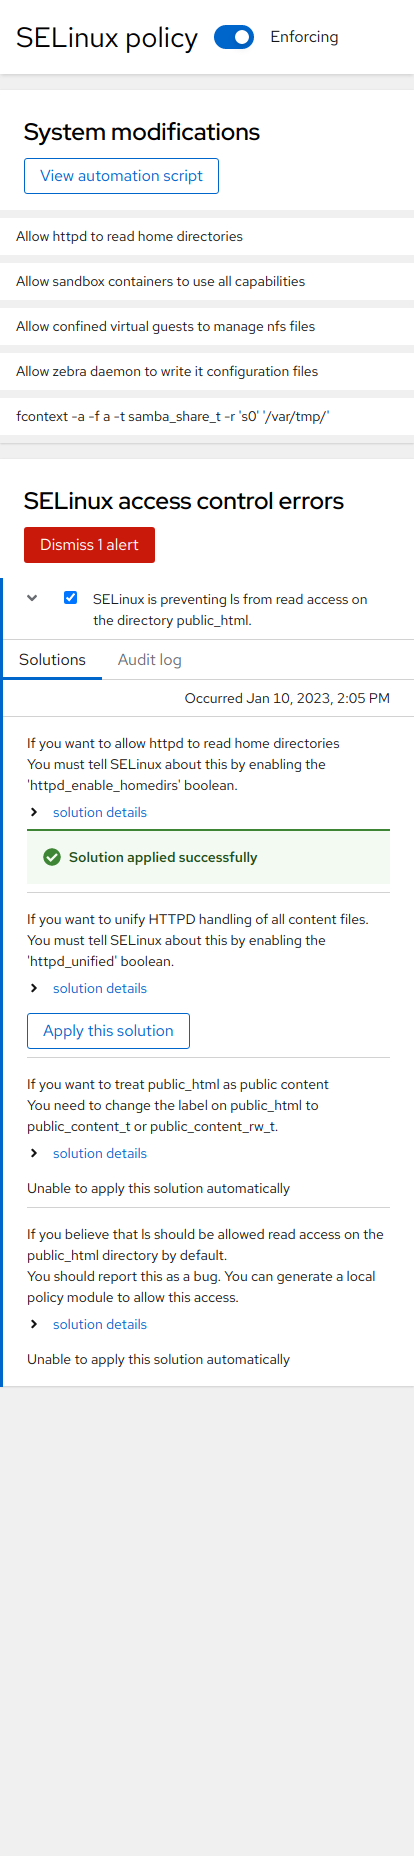 SELinux policy Enforcing
System modifications
View automation script
Allow httpd to read home directories
Allow sandbox containers to use all capabilities
Allow confined virtual guests to manage nfs files
Allow zebra daemon to write it configuration files
fcontext -a -f a -t samba_share_t -r 's0' '/var/tmp/'
SELinux access control errors
Dismiss 1 alert
SELinux is preventing ls from read access on
the directory public_html.
Solutions Audit log
Occurred Jan 10, 2023, 2:05 PM
If you want to allow httpd to read home directories
You must tell SELinux about this by enabling the
'httpd_enable_homedirs' boolean.
solution details
Solution applied successfully
If you want to unify HTTPD handling of all content files.
You must tell SELinux about this by enabling the
'httpd_unified' boolean.
solution details
Apply this solution
If you want to treat public_html as public content
You need to change the label on public_html to
public_content_t or public_content_rw_t.
solution details
Unable to apply this solution automatically
If you believe that ls should be allowed read access on the
public_html directory by default.
You should report this as a bug. You can generate a local
policy module to allow this access.
solution details
Unable to apply this solution automatically